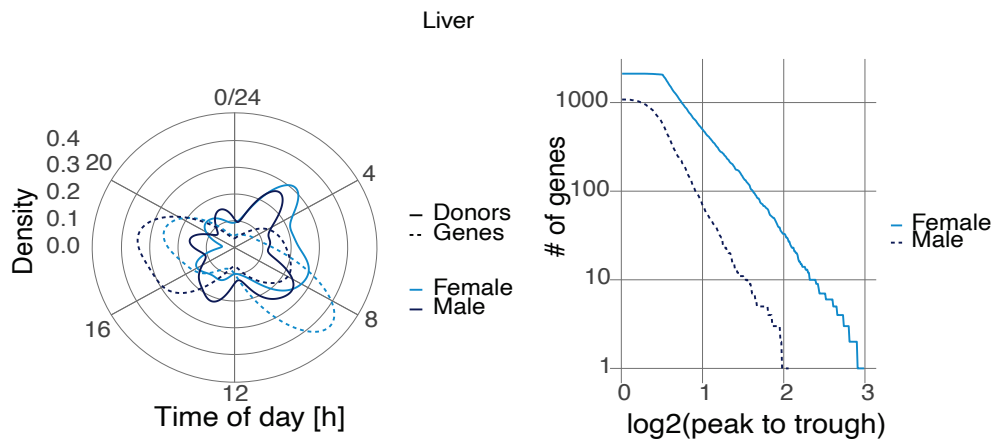 Liver
0/24
4
8
12
16
20
0.4
0.3
0.2
0.1
0.0
Density
Time of day [h]
Donors
Genes
Female
Male
# of genes
1000
100
10
1
0
1
2
3
log2(peak to trough)
Female
Male